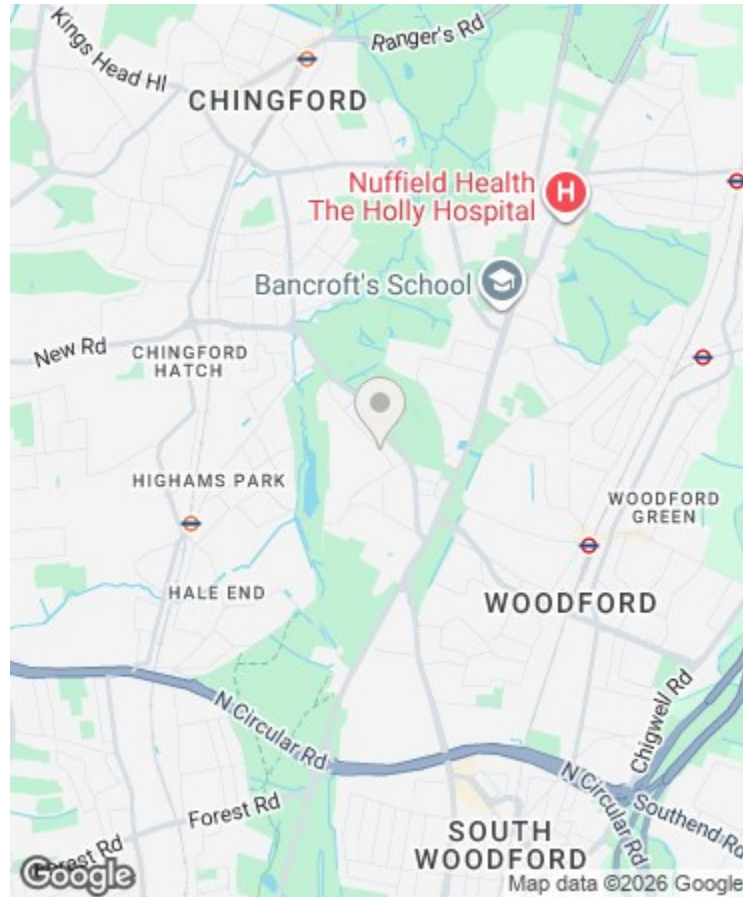 Kings Head Hl
Ranger's Rd
CHINGFORD
Nuffield Health
The Holly Hospital
H
Bancroft's School
New Rd
CHINGFORD
HATCH
HIGHAMS PARK
WOODFORD
GREEN
HALE END
WOODFORD
Chigwell Rd
N Circular Rd
N Circular Rd
Southend Rd
Forest Rd
Forest Rd
SOUTH
WOODFORD
Google
Map data ©2026 Google